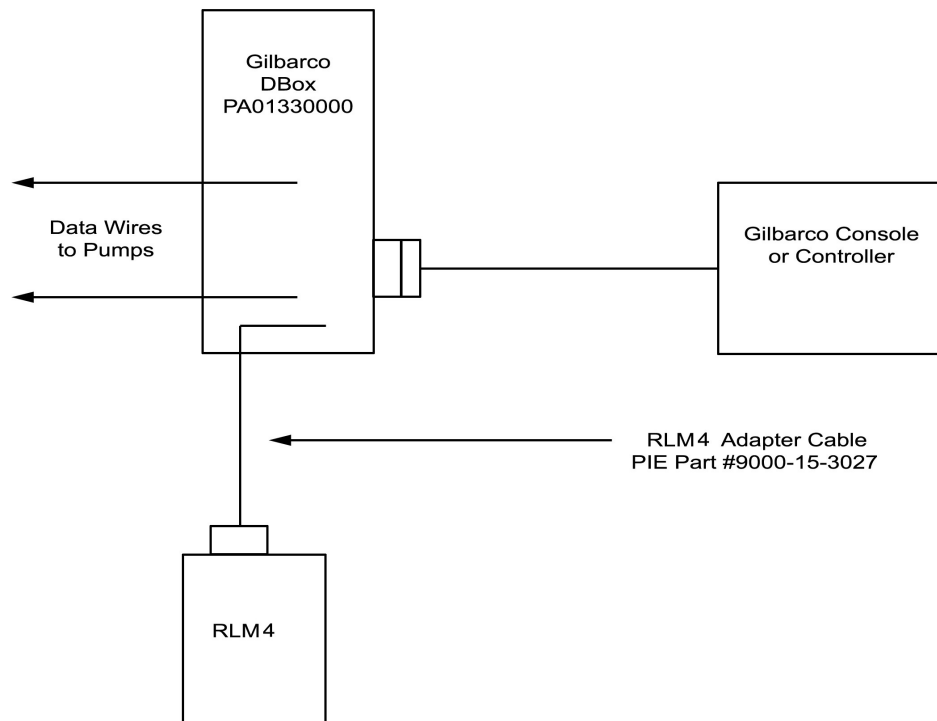 Gilbarco
DBox
PA01330000
Data Wires
to Pumps
Gilbarco Console
or Controller
RLM4 Adapter Cable
PIE Part #9000-15-3027
RLM4